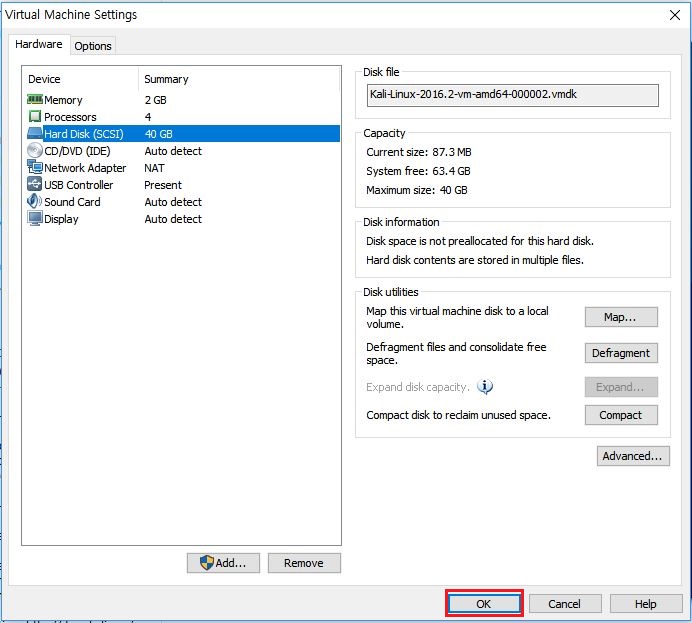 Virtual Machine Settings
Hardware
Options
Device Summary
Memory 2 GB
Processors 4
Hard Disk (SCSI) 40 GB
CD/DVD (IDE) Auto detect
Network Adapter NAT
USB Controller Present
Sound Card Auto detect
Display Auto detect
Add...
Remove
Disk file
Kali-Linux-2016.2-vm-amd64-000002.vmdk
Capacity
Current size: 87.3 MB
System free: 63.4 GB
Maximum size: 40 GB
Disk information
Disk space is not preallocated for this hard disk.
Hard disk contents are stored in multiple files.
Disk utilities
Map this virtual machine disk to a local
volume.
Map...
Defragment files and consolidate free
space.
Defragment
Expand disk capacity.
Expand...
Compact disk to reclaim unused space.
Compact
Advanced...
OK
Cancel
Help